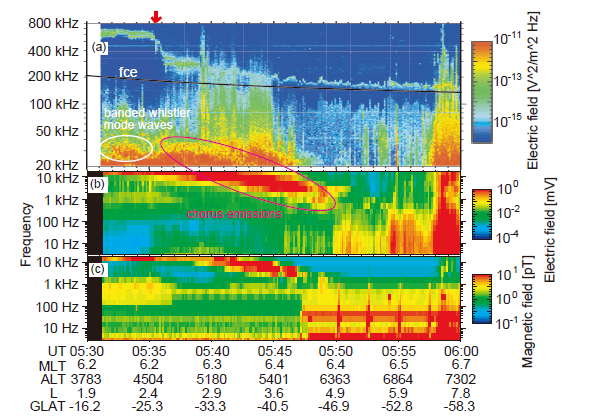 800 kHz
400 kHz
200 kHz
100 kHz
50 kHz
20 kHz
(a)
fce
banded whistler
mode waves
10^-11
10^-13
10^-15
Electric field [V^2/m^2 Hz]
Frequency
10 kHz
1 kHz
100 Hz
10 Hz
(b)
chorus emissions
10^0
10^-2
10^-4
Electric field [mV]
10 kHz
1 kHz
100 Hz
10 Hz
(c)
10^1
10^0
10^-1
Magnetic field [pT]
UT 05:30 05:35 05:40 05:45 05:50 05:55 06:00
MLT 6.2 6.2 6.3 6.4 6.4 6.5 6.7
ALT 3783 4504 5180 5401 6363 6864 7302
L 1.9 2.4 2.9 3.6 4.9 5.9 7.8
GLAT -16.2 -25.3 -33.3 -40.5 -46.9 -52.8 -58.3